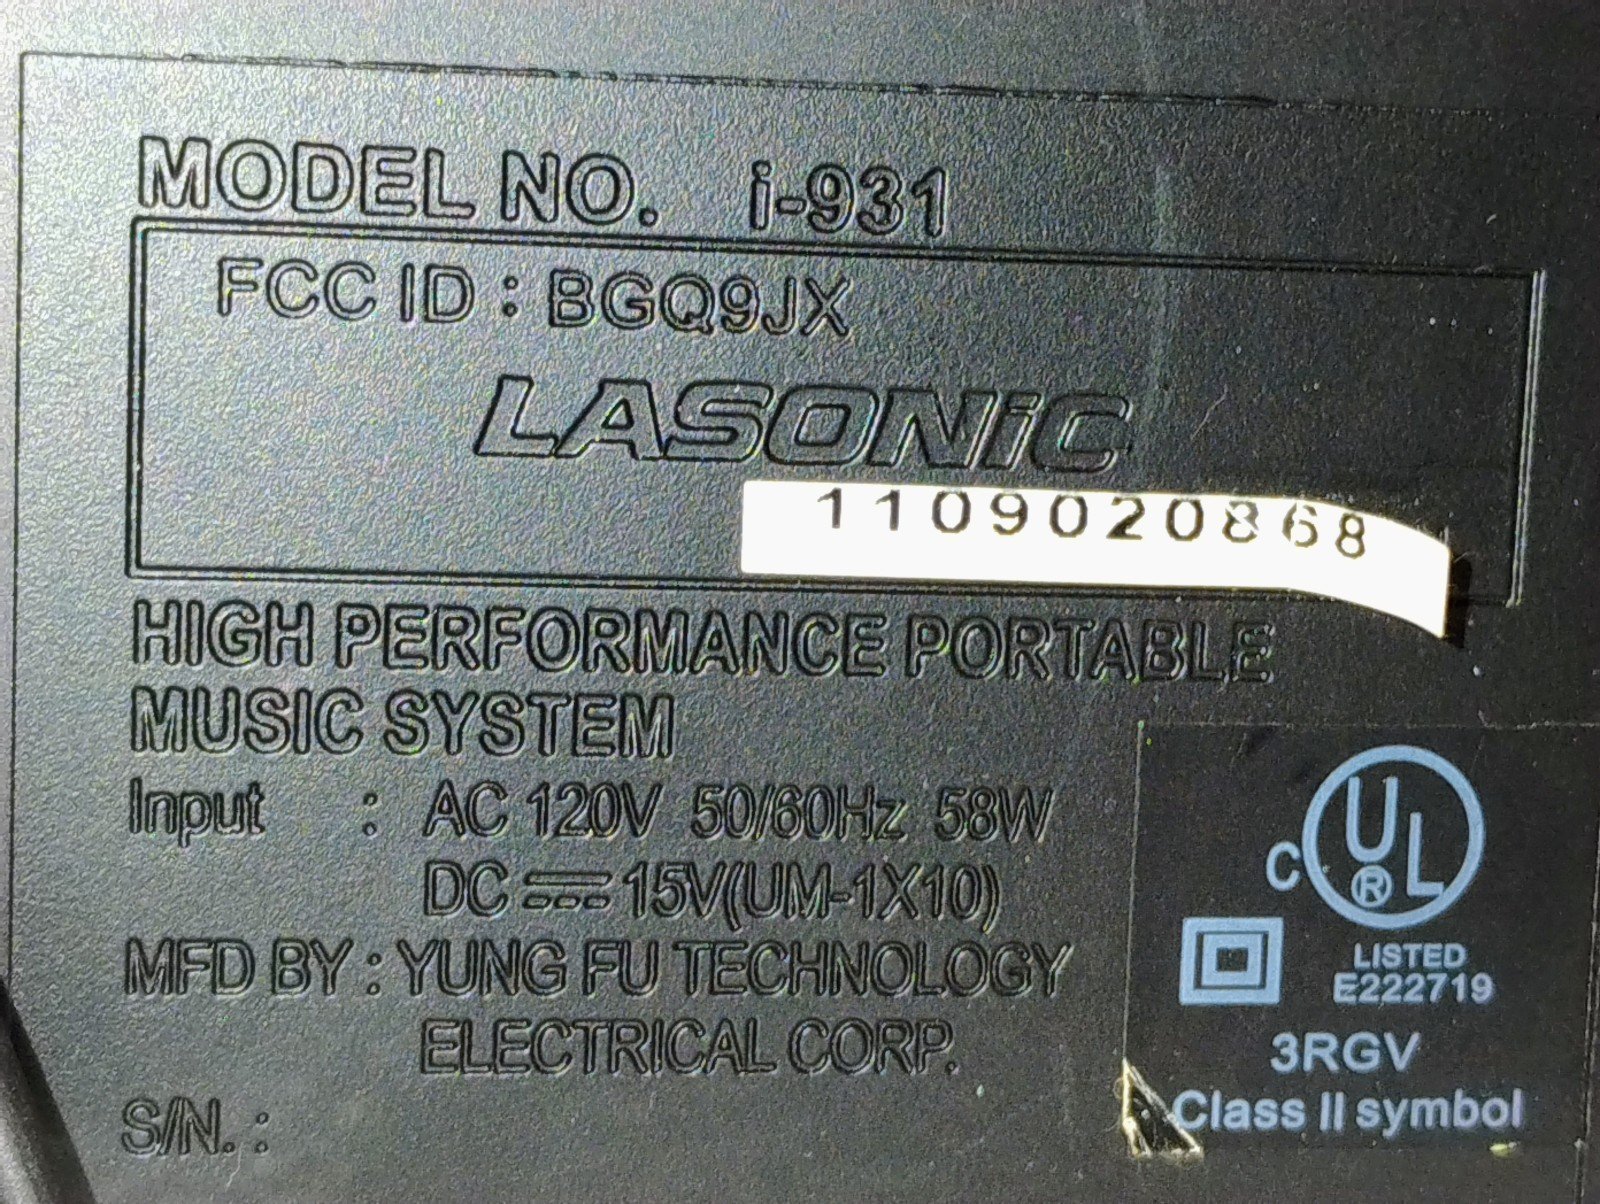 MODEL NO. i-931
FCC ID : BGQ9JX
LASONiC
1109020868
HIGH PERFORMANCE PORTABLE
MUSIC SYSTEM
Input : AC 120V 50/60Hz 58W
DC ⎓ 15V(UM-1X10)
MFD BY : YUNG FU TECHNOLOGY
ELECTRICAL CORP.
S/N. :
C UL ®
LISTED
E222719
3RGV
Class II symbol